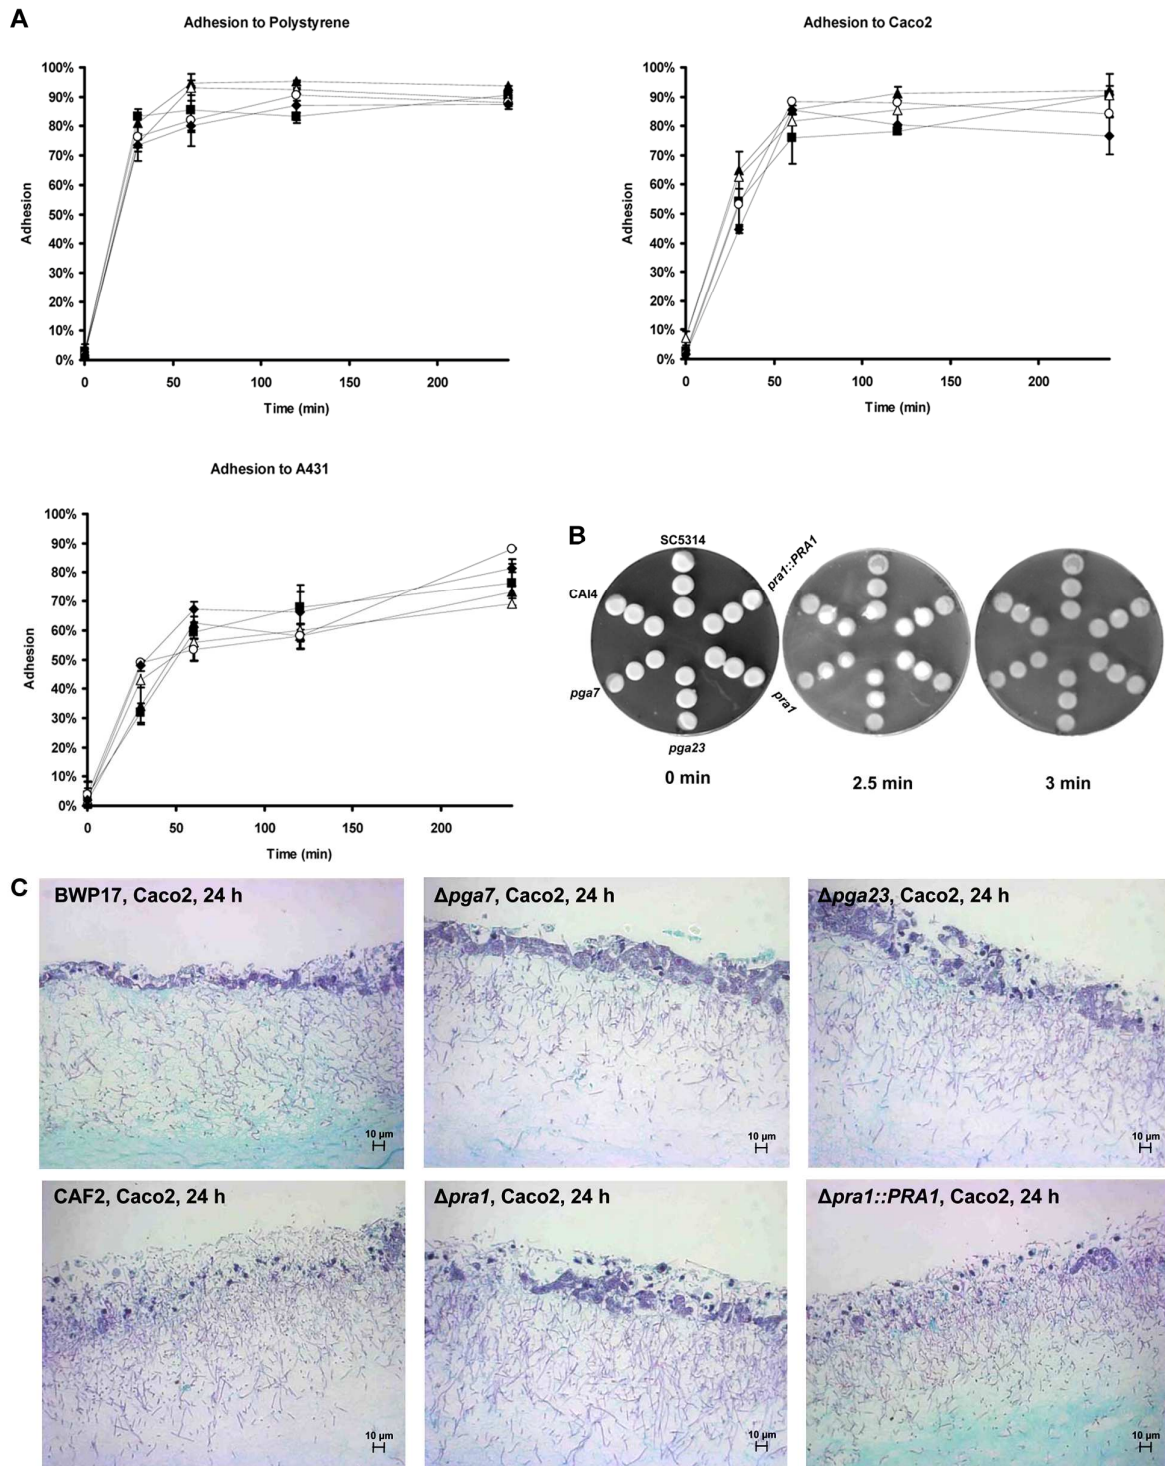 A
Adhesion to Polystyrene
100%
90%
80%
70%
60%
50%
40%
30%
20%
10%
0%
Adhesion
0 50 100 150 200
Time (min)
Adhesion to Caco2
100%
90%
80%
70%
60%
50%
40%
30%
20%
10%
0%
Adhesion
0 50 100 150 200
Time (min)
Adhesion to A431
100%
90%
80%
70%
60%
50%
40%
30%
20%
10%
0%
Adhesion
0 50 100 150 200
Time (min)
B
SC5314
pra1::PRA1
CAI4
pga7
pra1
pga23
0 min
2.5 min
3 min
C
BWP17, Caco2, 24 h
10 µm
Δpga7, Caco2, 24 h
10 µm
Δpga23, Caco2, 24 h
10 µm
CAF2, Caco2, 24 h
10 µm
Δpra1, Caco2, 24 h
10 µm
Δpra1::PRA1, Caco2, 24 h
10 µm